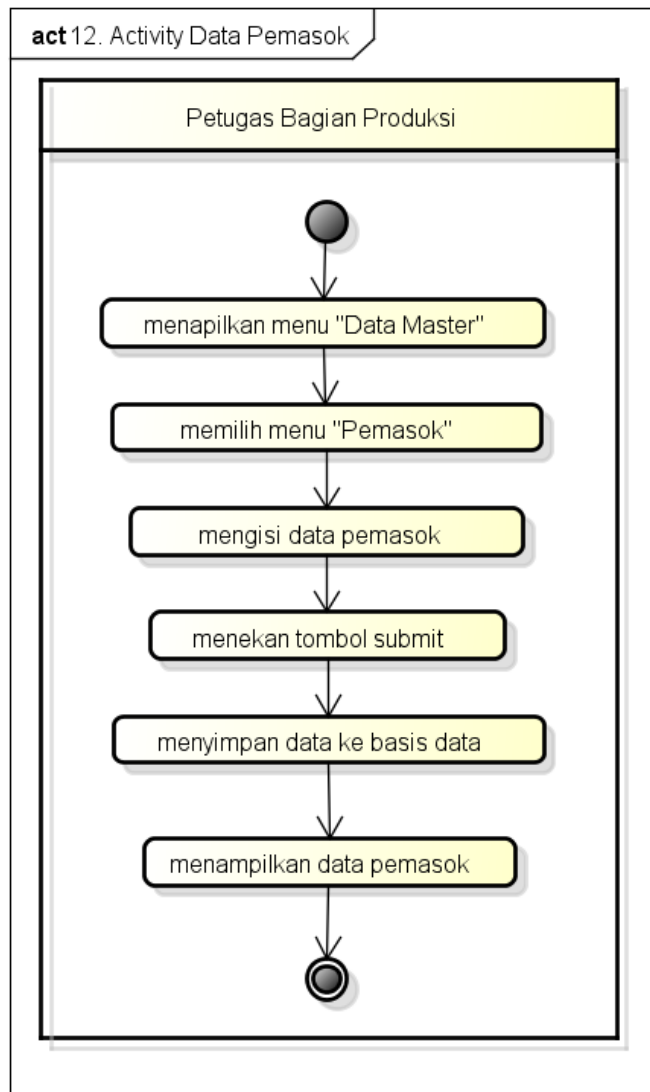 act 12. Activity Data Pemasok
Petugas Bagian Produksi
menapilkan menu "Data Master"
memilih menu "Pemasok"
mengisi data pemasok
menekan tombol submit
menyimpan data ke basis data
menampilkan data pemasok